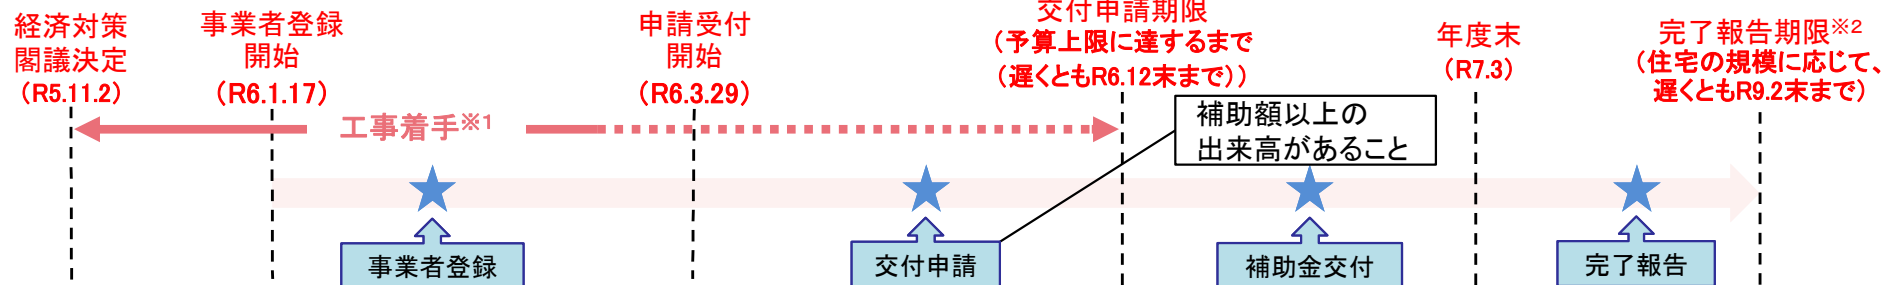 経済対策
閣議決定
（R5.11.2）
事業者登録
開始
（R6.1.17）
申請受付
開始
（R6.3.29）
交付申請期限
（予算上限に達するまで
（遅くともR6.12末まで））
年度末
（R7.3）
完了報告期限※2
（住宅の規模に応じて、
遅くともR9.2末まで）
工事着手※1
補助額以上の
出来高があること
事業者登録
交付申請
補助金交付
完了報告